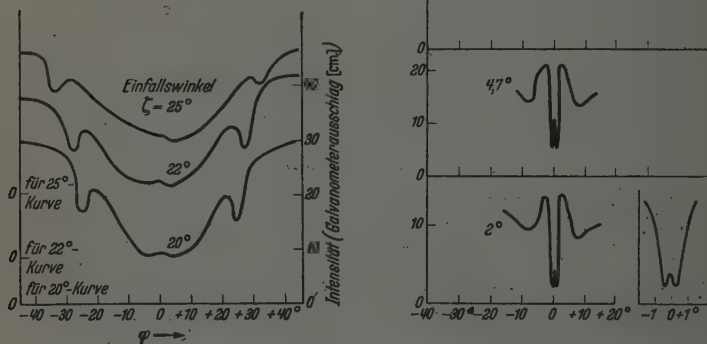 Einfallswinkel
ζ = 25°
22°
20°
0
für 25°-
Kurve
0
für 22°-
Kurve
0
für 20°-Kurve
-40 -30 -20 -10 0 +10 +20 +30 +40°
φ
30
20
0
Intensität (Galvanometerausschlag [cm])
0
20
10
0
4,7°
10
0
2°
-40 -30 -20 -10 0 +10 +20°
-1 0 +1°